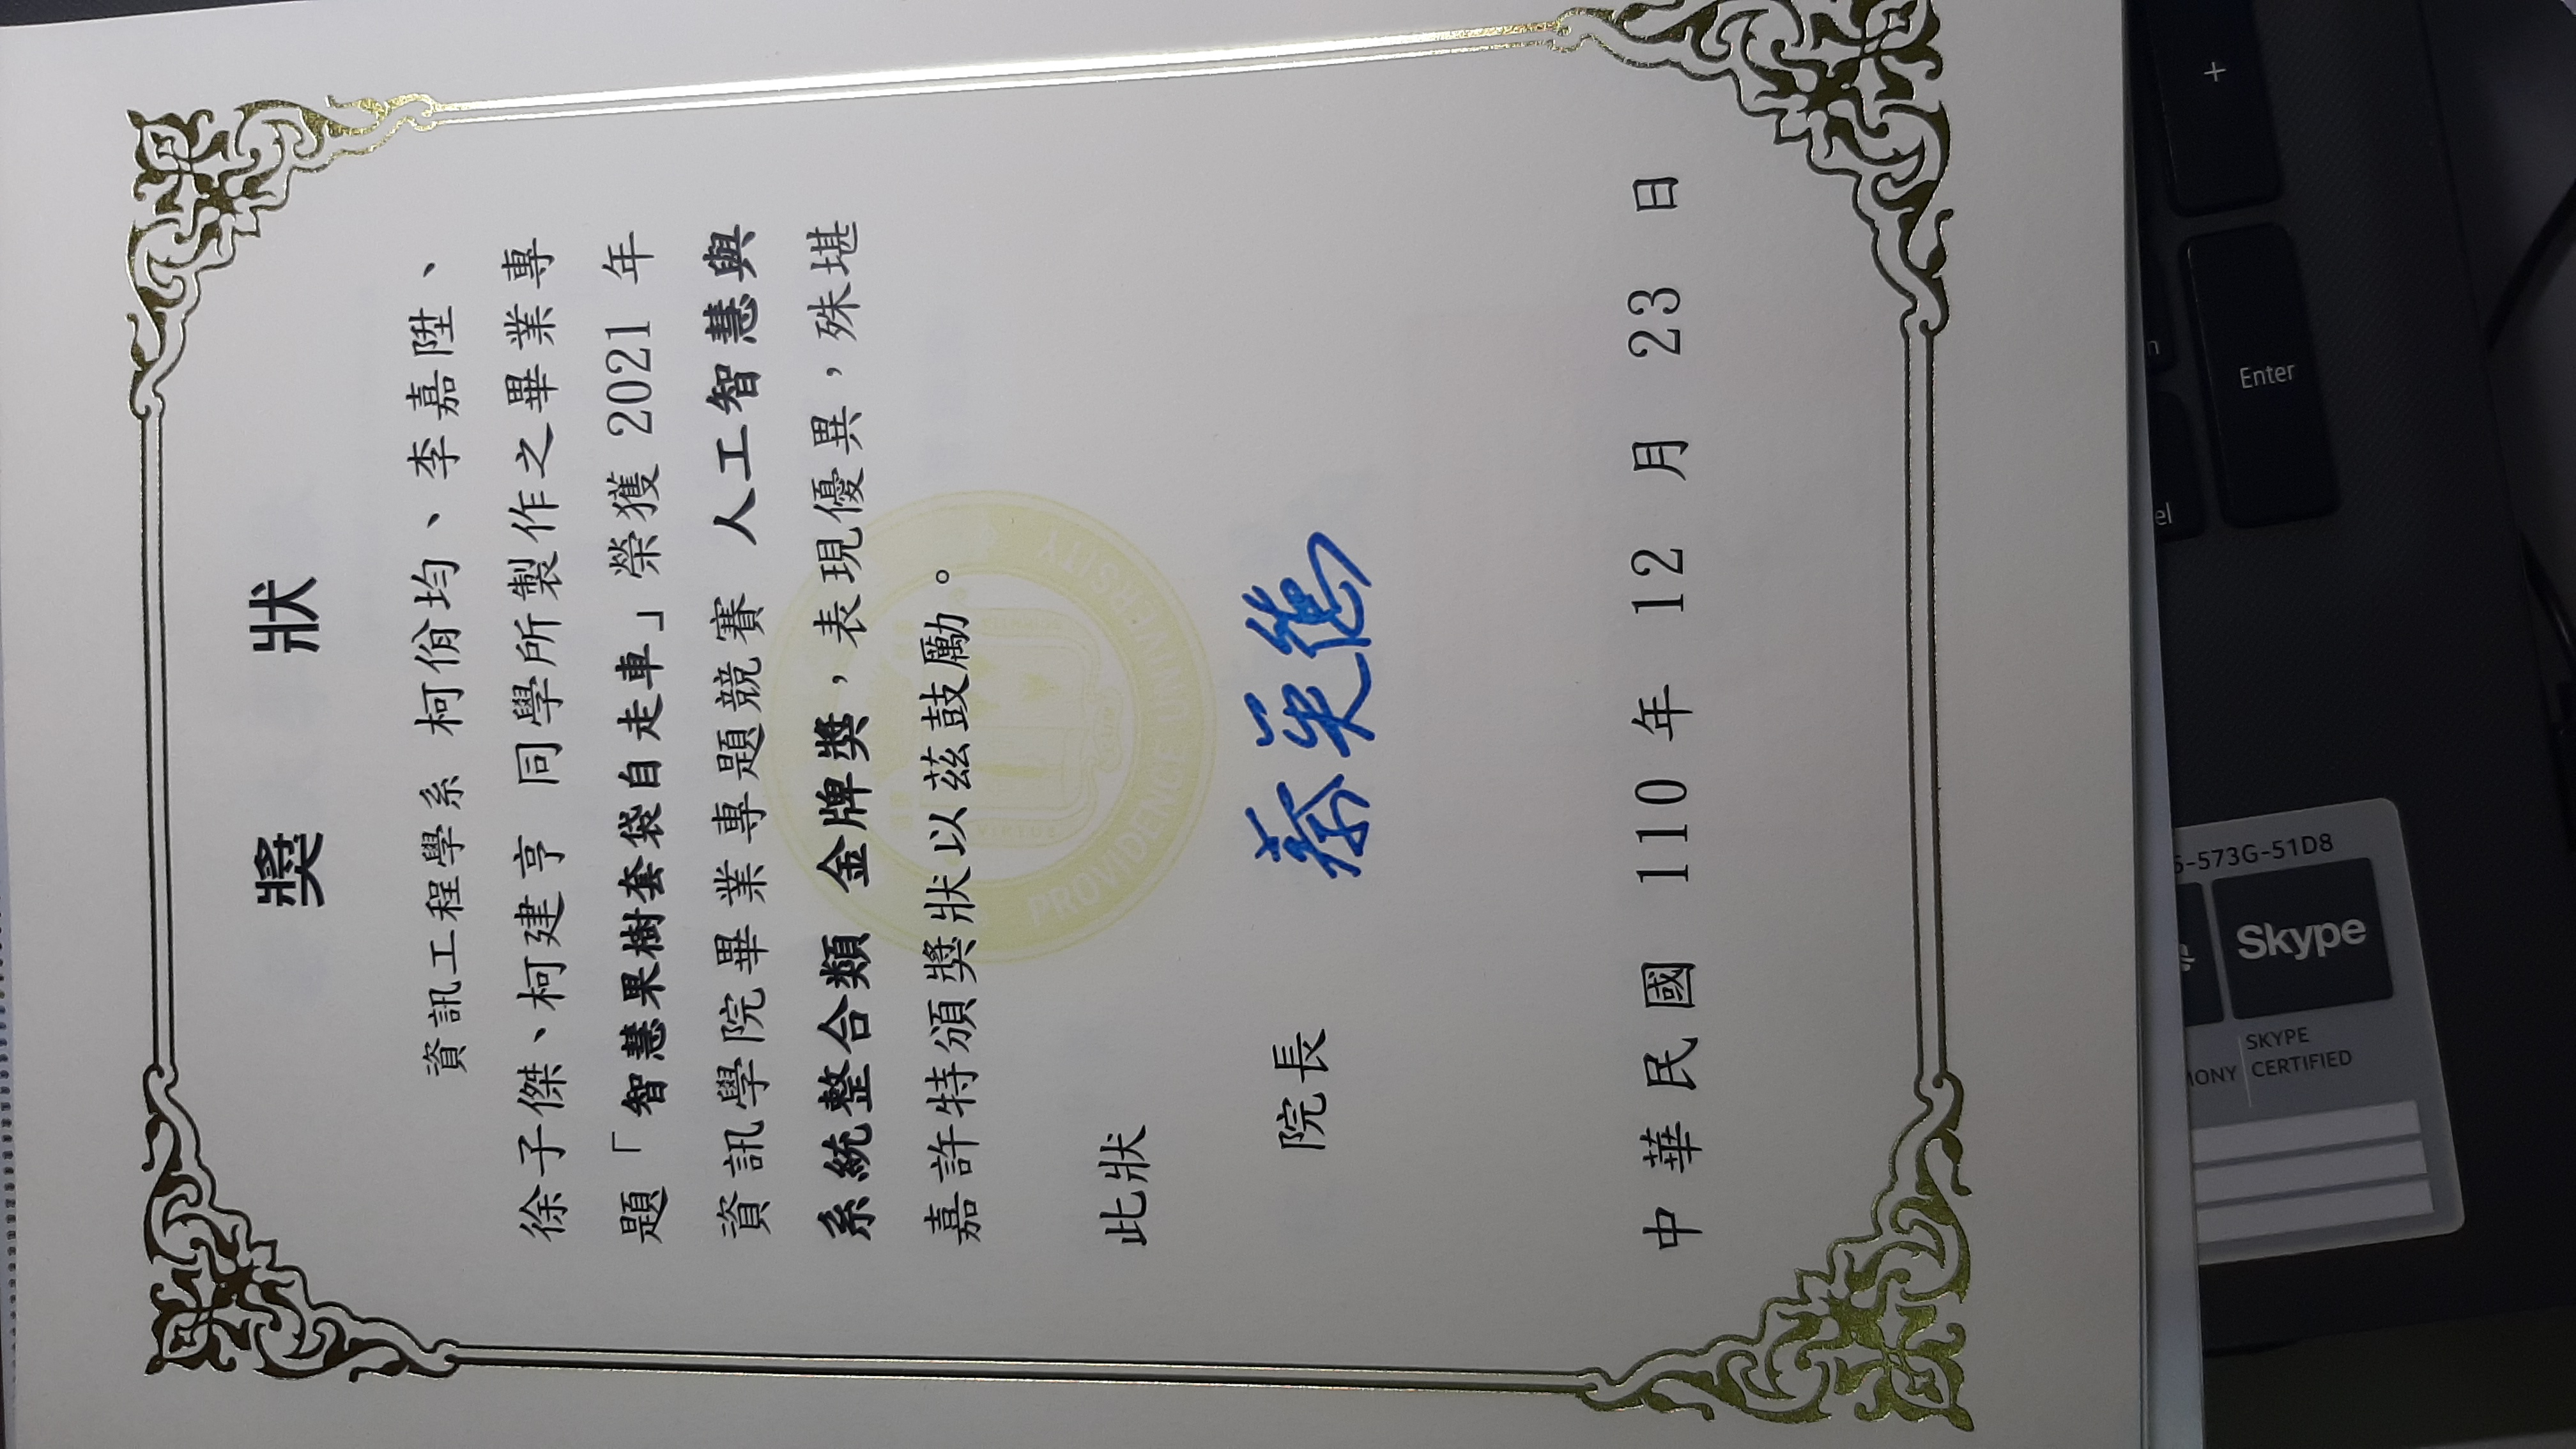 獎 狀
資訊工程學系 柯佾均、李嘉陞、
徐子傑、柯建亨 同學所製作之畢業專
題「智慧果樹套袋自走車」榮獲 2021 年
資訊學院畢業專題競賽 人工智慧與
系統整合類 金牌獎，表現優異，殊堪
嘉許特頒獎狀以茲鼓勵。
PROVIDENCE UNIVERSITY
此狀
院長 蔡英德
中華民國 110 年 12 月 23 日
Enter
+
Skype
SKYPE
CERTIFIED
573G-51D8